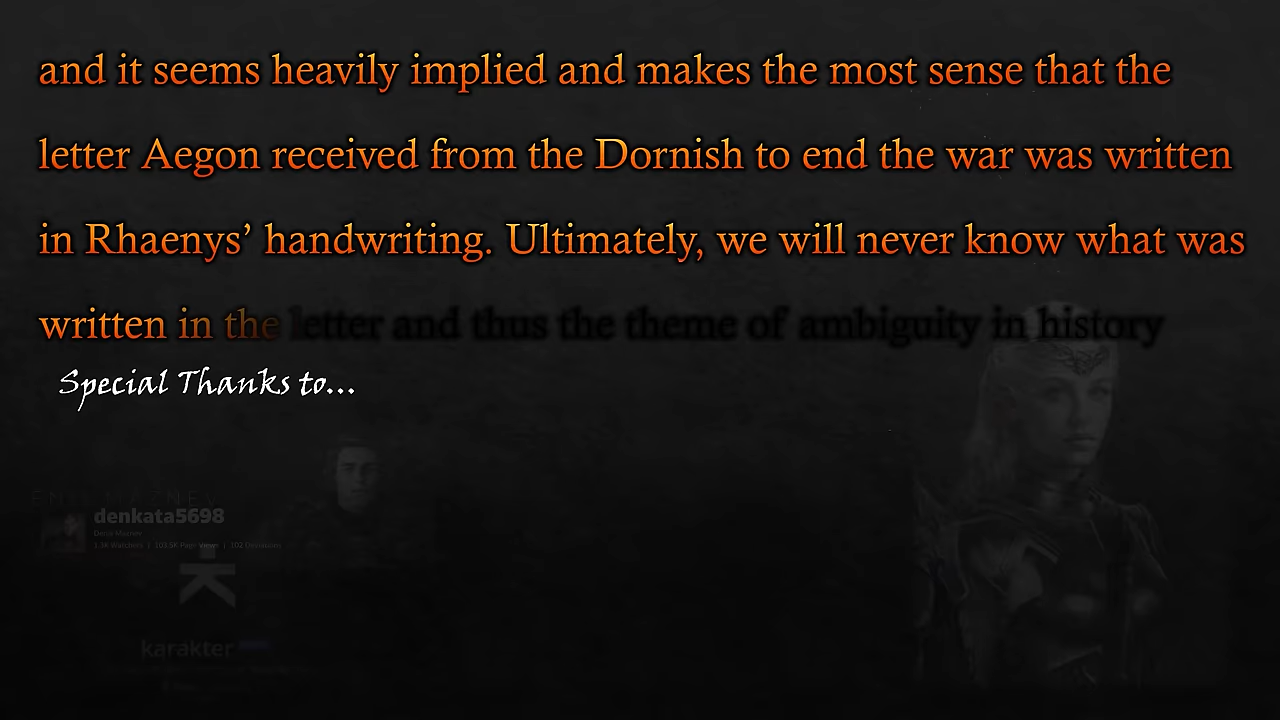 and it seems heavily implied and makes the most sense that the
letter Aegon received from the Dornish to end the war was written
in Rhaenys’ handwriting. Ultimately, we will never know what was
written in the letter and thus the theme of ambiguity in history
Special Thanks to...
denkata5698
karakter